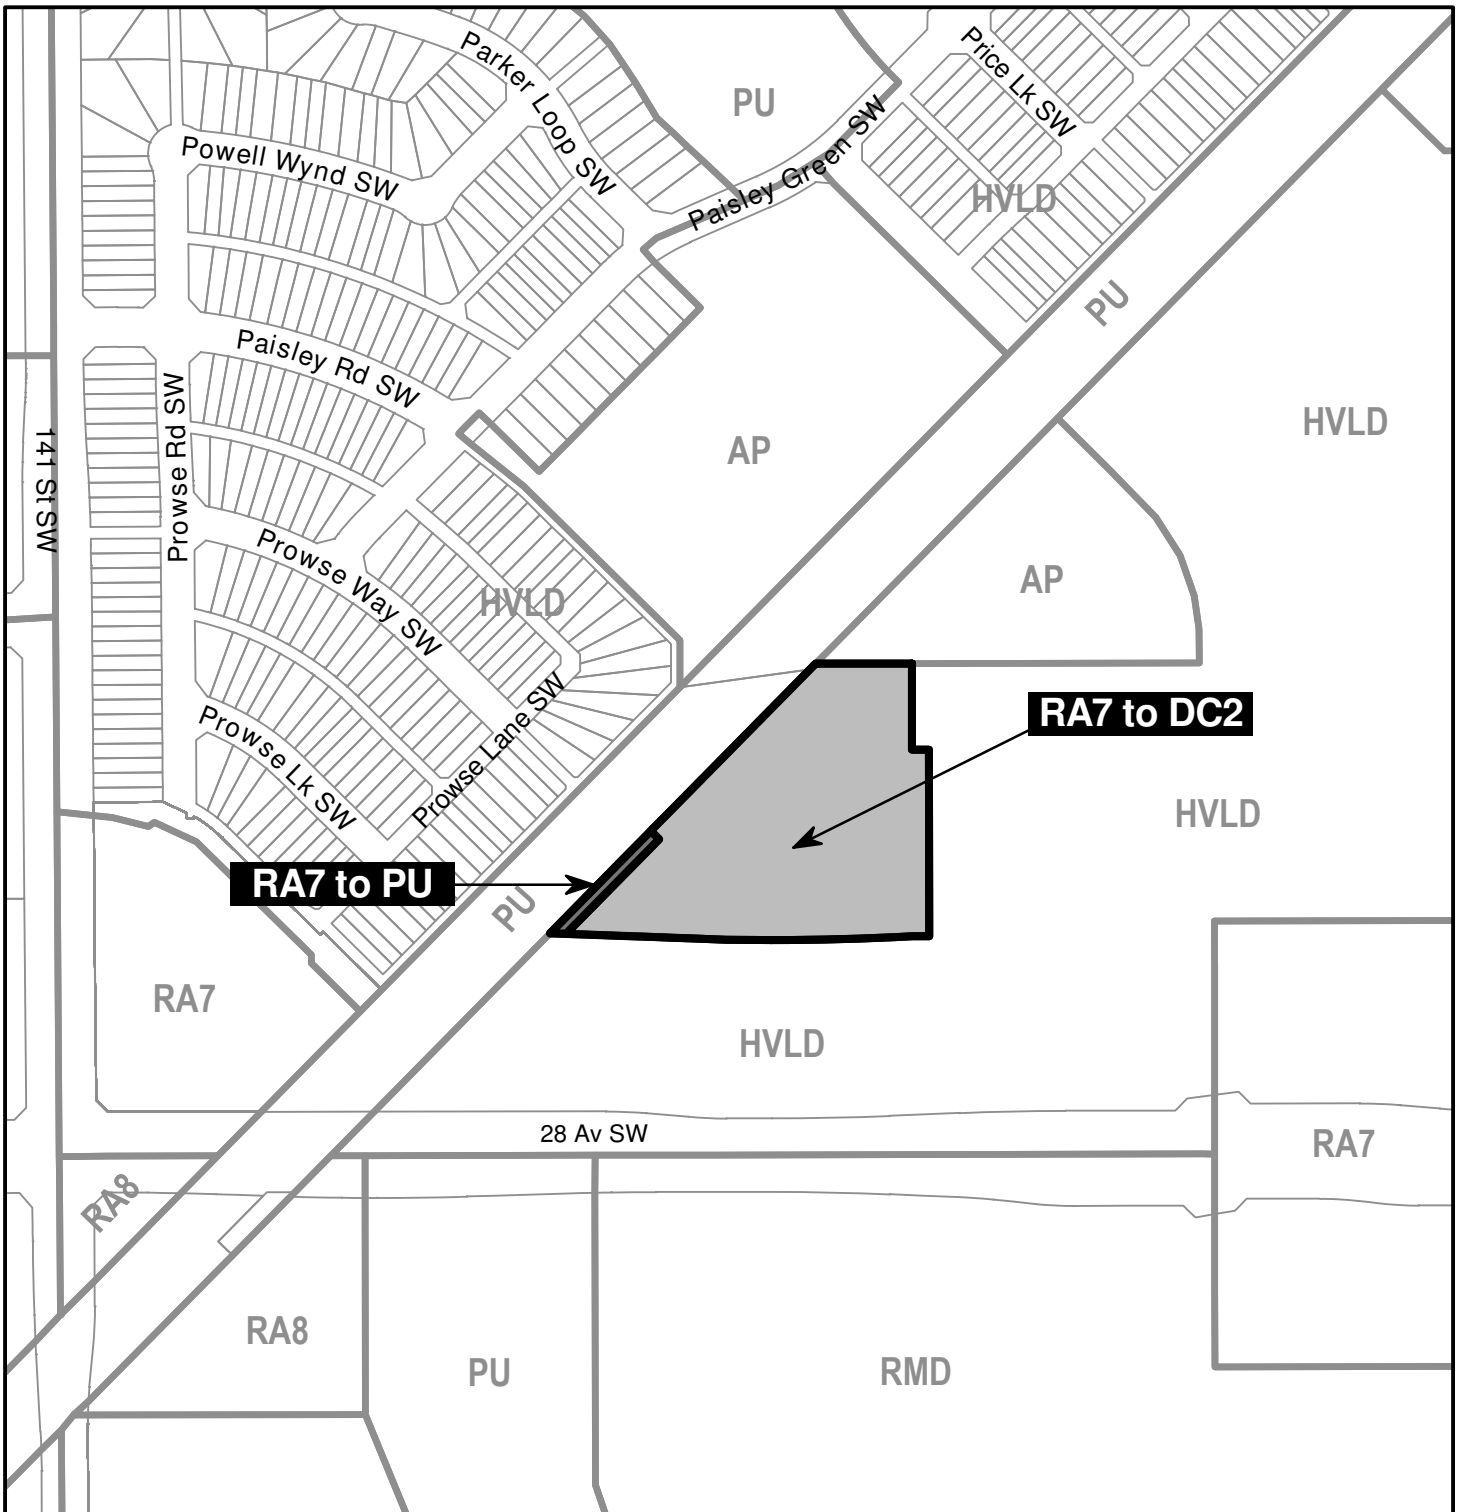 Parker Loop SW
PU
Price Lk SW
Powell Wynd SW
Paisley Green SW
HVLD
PU
Paisley Rd SW
Prowse Rd SW
141 St SW
AP
HVLD
Prowse Way SW
HVLD
AP
Prowse Lane SW
Prowse Lk SW
RA7 to DC2
HVLD
RA7 to PU
PU
RA7
HVLD
28 Av SW
RA7
RA8
RA8
PU
RMD